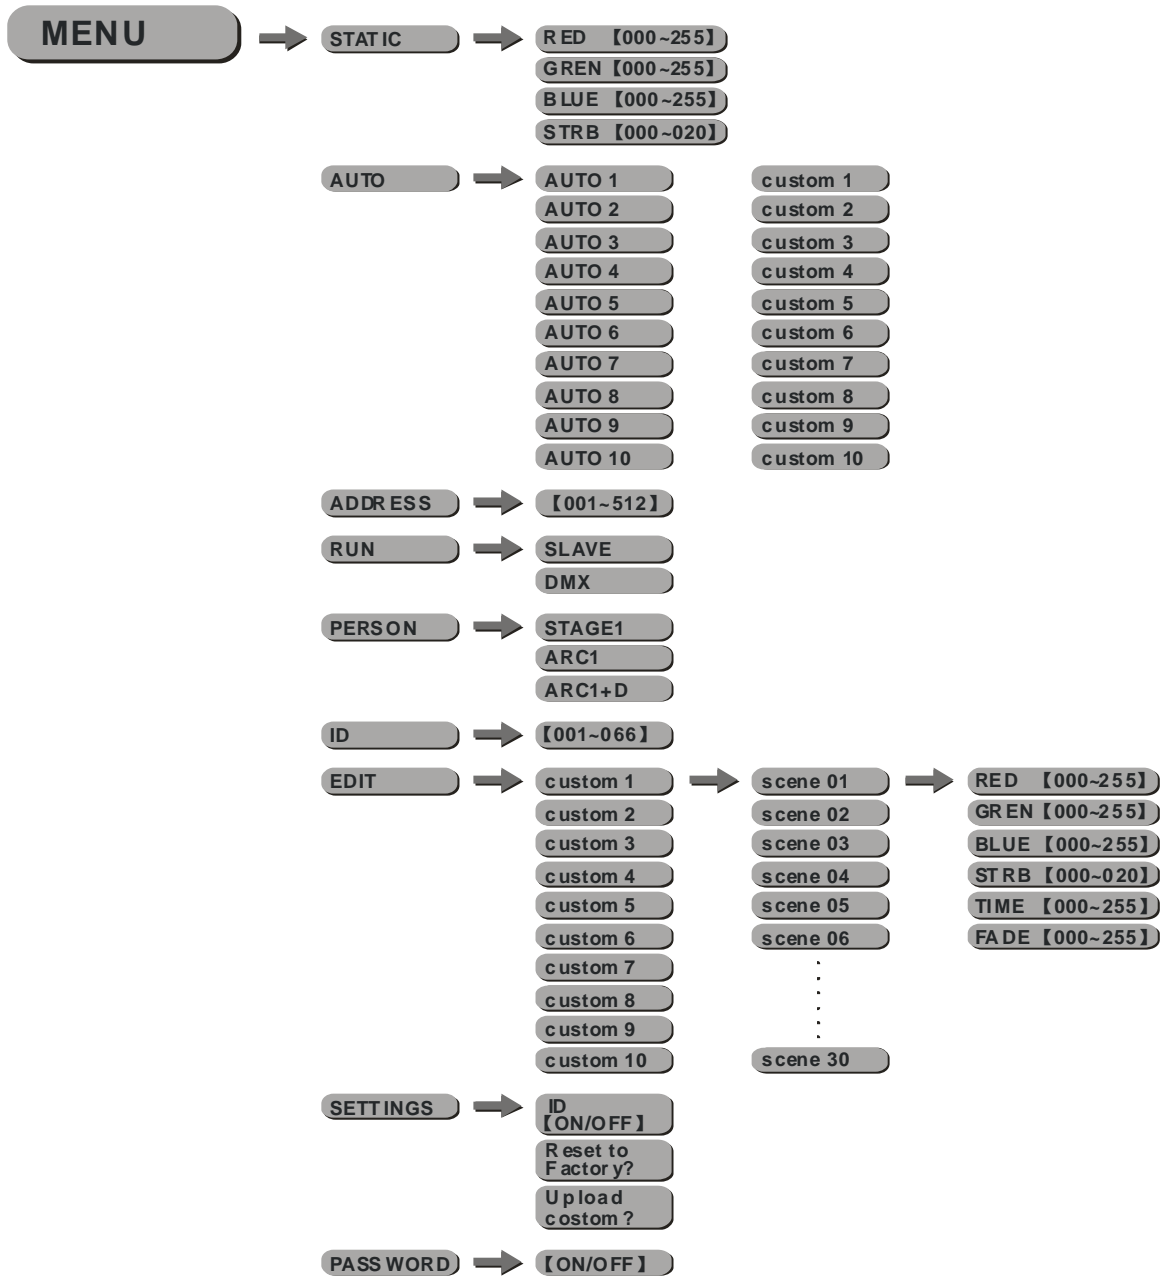 MENU
STATIC
RED 【000~255】
GREN【000~255】
BLUE 【000~255】
STRB 【000~020】
AUTO
AUTO 1
custom 1
AUTO 2
custom 2
AUTO 3
custom 3
AUTO 4
custom 4
AUTO 5
custom 5
AUTO 6
custom 6
AUTO 7
custom 7
AUTO 8
custom 8
AUTO 9
custom 9
AUTO 10
custom 10
ADDRESS
【001~512】
RUN
SLAVE
DMX
PERSON
STAGE1
ARC1
ARC1+D
ID
【001~066】
EDIT
custom 1
scene 01
RED 【000~255】
custom 2
scene 02
GREN【000~255】
custom 3
scene 03
BLUE 【000~255】
custom 4
scene 04
STRB 【000~020】
custom 5
scene 05
TIME 【000~255】
custom 6
scene 06
FADE 【000~255】
custom 7
custom 8
custom 9
custom 10
scene 30
SETTINGS
ID
【ON/OFF】
Reset to
Factory?
Upload
costom?
PASSWORD
【ON/OFF】